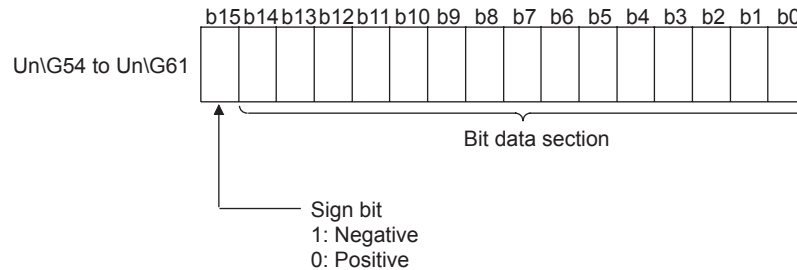 b15 b14 b13 b12 b11 b10 b9 b8 b7 b6 b5 b4 b3 b2 b1 b0
Un\G54 to Un\G61
Bit data section
Sign bit
1: Negative
0: Positive